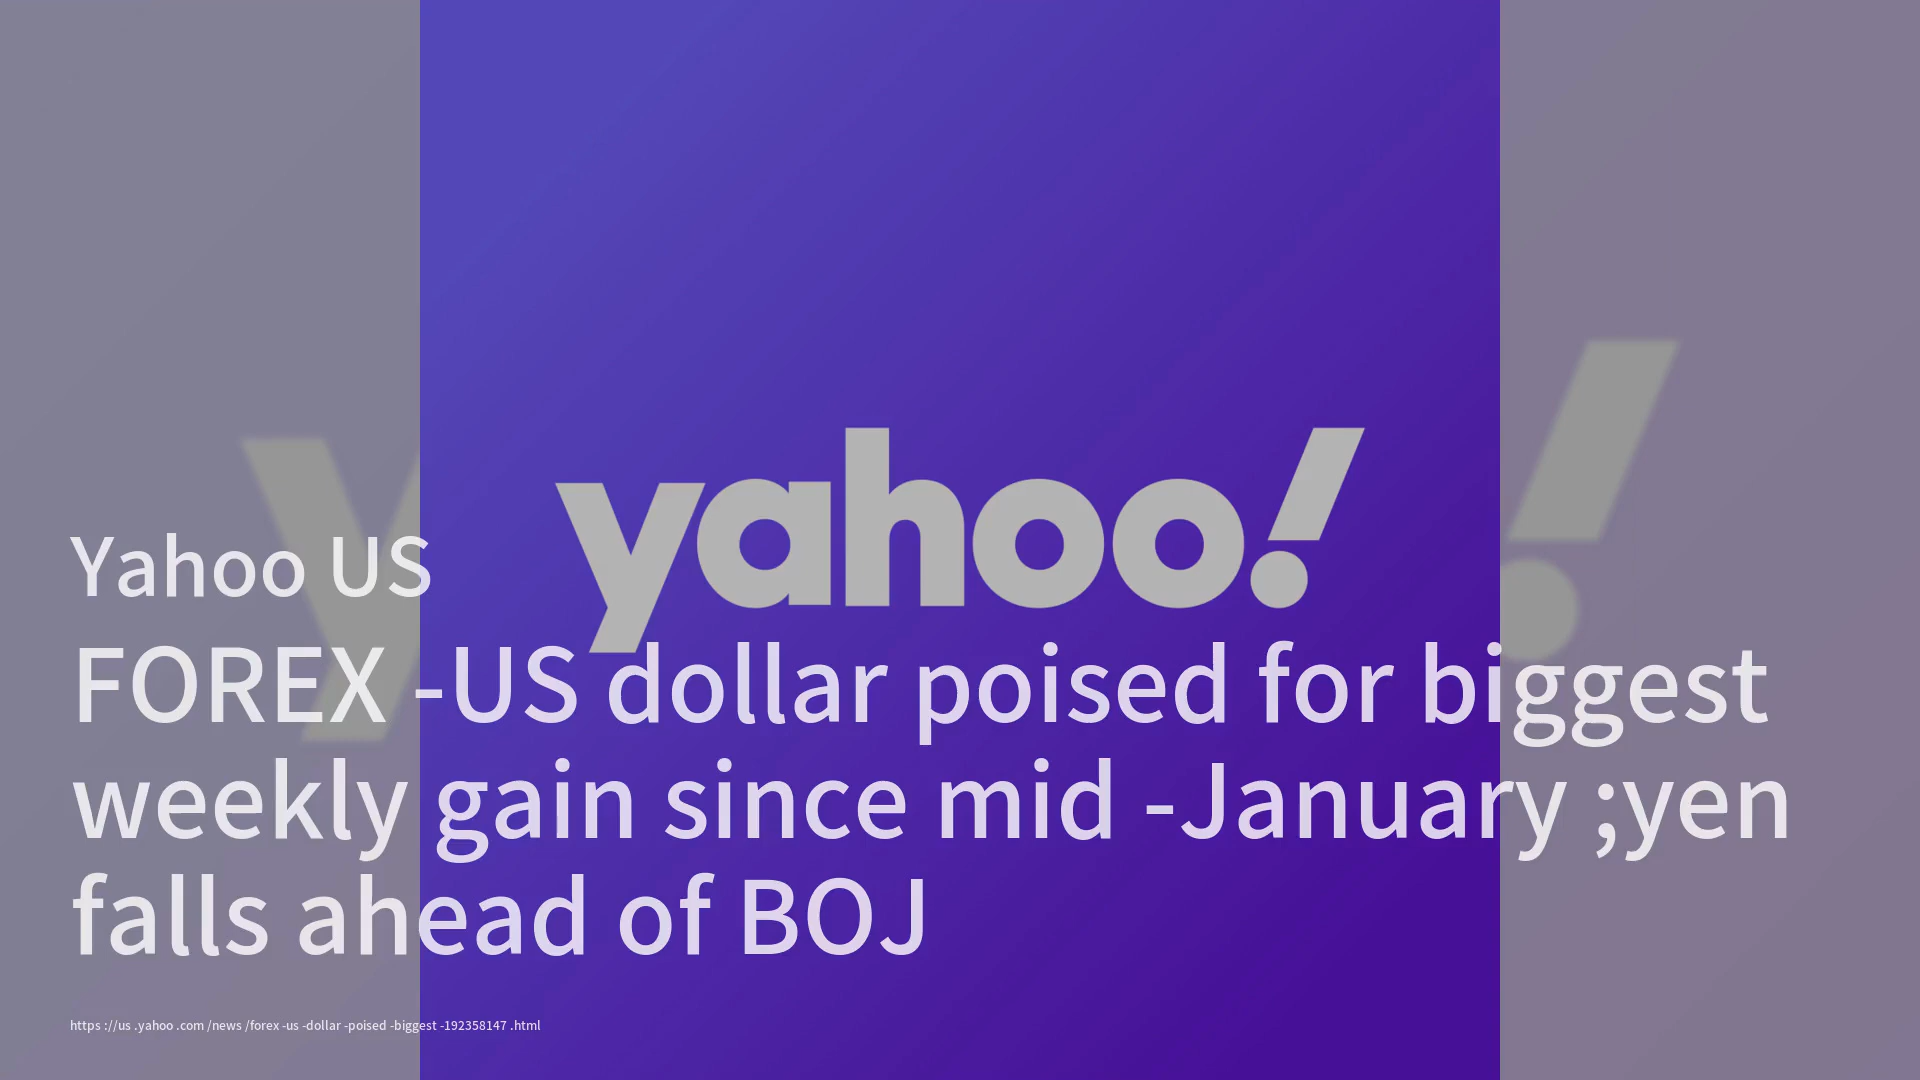 yahoo!
Yahoo US
FOREX -US dollar poised for biggest
weekly gain since mid -January ;yen
falls ahead of BOJ
https ://us .yahoo .com /news /forex -us -dollar -poised -biggest -192358147 .html